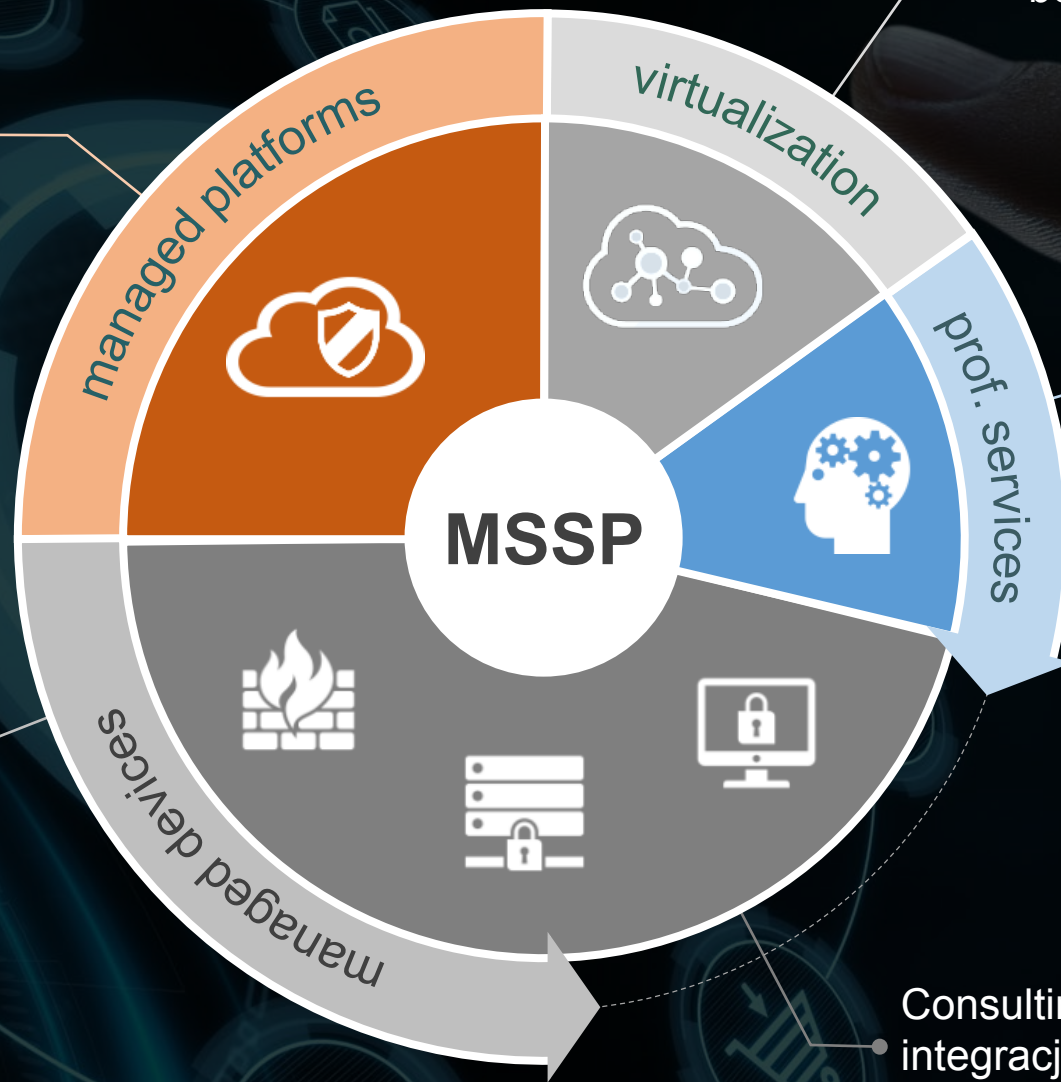 managed platforms
virtualization
prof. services
MSSP
managed devices